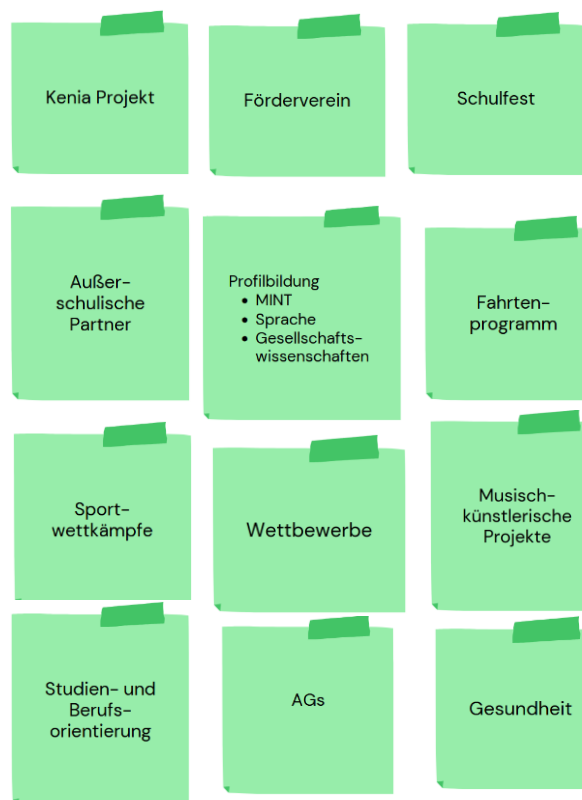 Kenia Projekt
Förderverein
Schulfest
Außer-
schulische
Partner
Profilbildung
• MINT
• Sprache
• Gesellschafts-
wissenschaften
Fahrten-
programm
Sport-
wettkämpfe
Wettbewerbe
Musisch-
künstlerische
Projekte
Studien- und
Berufs-
orientierung
AGs
Gesundheit